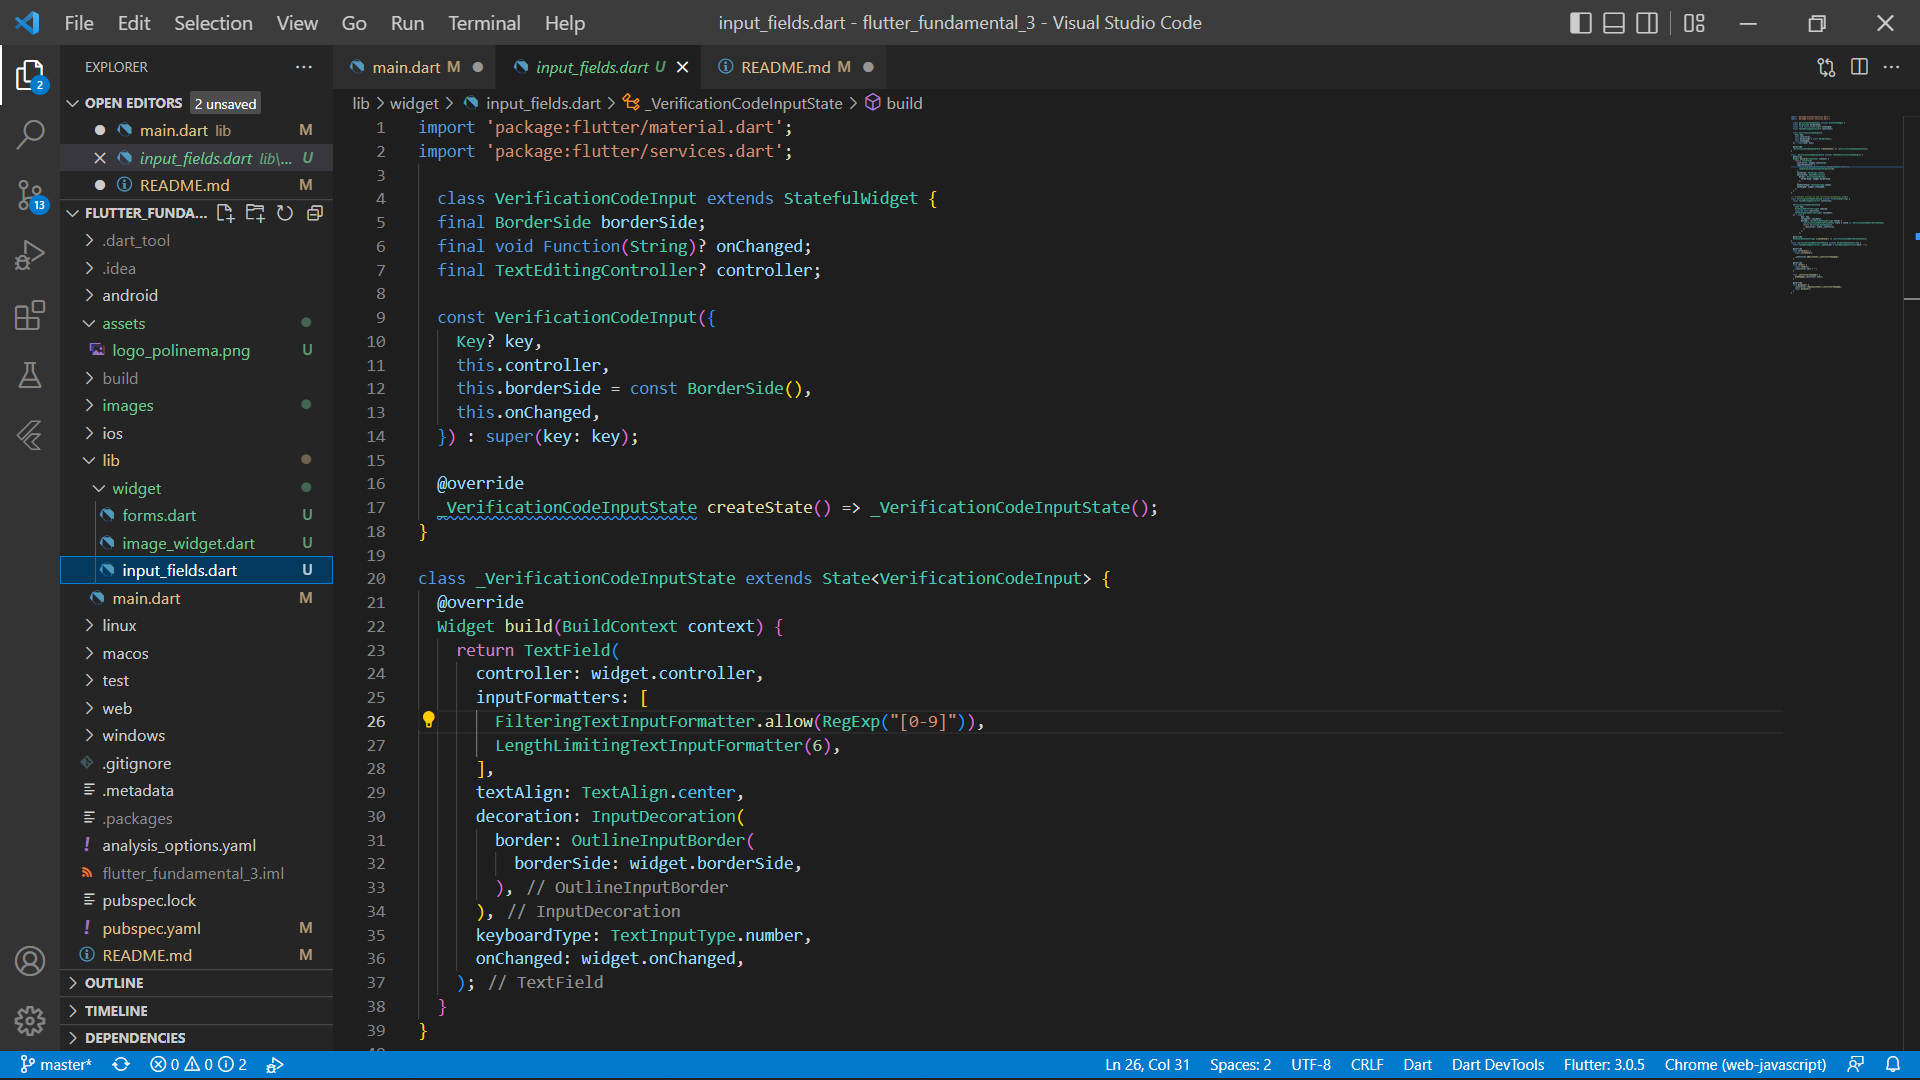 File Edit Selection View Go Run Terminal Help
input_fields.dart - flutter_fundamental_3 - Visual Studio Code
EXPLORER
OPEN EDITORS 2 unsaved
main.dart lib M
input_fields.dart lib\... U
README.md M
FLUTTER_FUNDA...
.dart_tool
.idea
android
assets
logo_polinema.png U
build
images
ios
lib
widget
forms.dart U
image_widget.dart U
input_fields.dart U
main.dart M
linux
macos
test
web
windows
.gitignore
.metadata
.packages
analysis_options.yaml
flutter_fundamental_3.iml
pubspec.lock
pubspec.yaml M
README.md M
OUTLINE
TIMELINE
DEPENDENCIES
2
13
main.dart M
input_fields.dart U
README.md M
lib > widget > input_fields.dart > _VerificationCodeInputState > build
1 import 'package:flutter/material.dart';
2 import 'package:flutter/services.dart';
3
4 class VerificationCodeInput extends StatefulWidget {
5 final BorderSide borderSide;
6 final void Function(String)? onChanged;
7 final TextEditingController? controller;
8
9 const VerificationCodeInput({
10 Key? key,
11 this.controller,
12 this.borderSide = const BorderSide(),
13 this.onChanged,
14 }) : super(key: key);
15
16 @override
17 _VerificationCodeInputState createState() => _VerificationCodeInputState();
18 }
19
20 class _VerificationCodeInputState extends State<VerificationCodeInput> {
21 @override
22 Widget build(BuildContext context) {
23 return TextField(
24 controller: widget.controller,
25 inputFormatters: [
26 FilteringTextInputFormatter.allow(RegExp("[0-9]")),
27 LengthLimitingTextInputFormatter(6),
28 ],
29 textAlign: TextAlign.center,
30 decoration: InputDecoration(
31 border: OutlineInputBorder(
32 borderSide: widget.borderSide,
33 ), // OutlineInputBorder
34 ), // InputDecoration
35 keyboardType: TextInputType.number,
36 onChanged: widget.onChanged,
37 ); // TextField
38 }
39 }
master* 0 0 2
Ln 26, Col 31 Spaces: 2 UTF-8 CRLF Dart Dart DevTools Flutter: 3.0.5 Chrome (web-javascript)